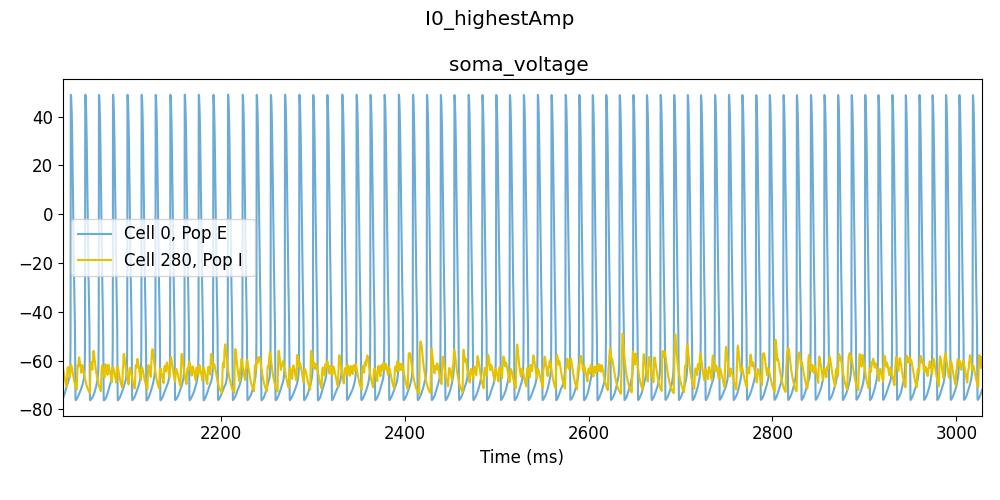 I0_highestAmp
soma_voltage
40
20
0
−20
−40
−60
−80
Cell 0, Pop E
Cell 280, Pop I
2200
2400
2600
2800
3000
Time (ms)